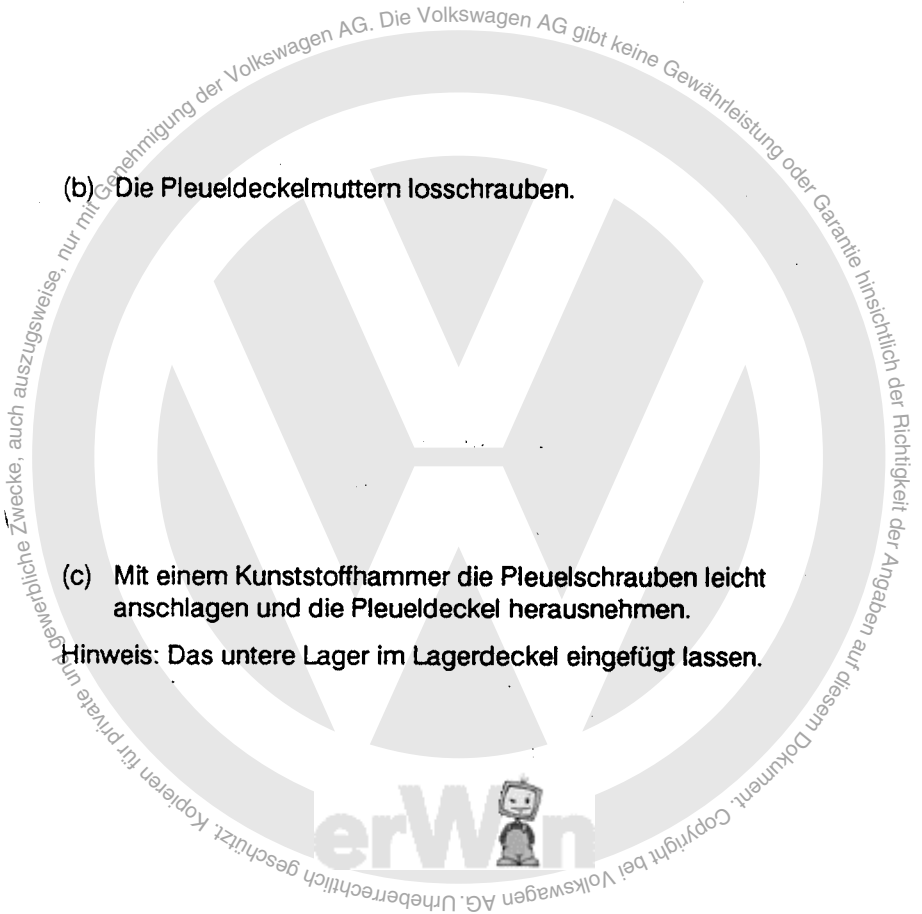 (b) Die Pleueldeckelmuttern losschrauben.
(c) Mit einem Kunststoffhammer die Pleuelschrauben leicht
anschlagen und die Pleueldeckel herausnehmen.
Hinweis: Das untere Lager im Lagerdeckel eingefügt lassen.
erWin
Urheberrechtlich geschützt. Kopieren für private und gewerbliche Zwecke, auch auszugsweise, nur mit Genehmigung der Volkswagen AG. Die Volkswagen AG gibt keine Gewährleistung oder Garantie hinsichtlich der Richtigkeit der Angaben auf diesem Dokument. Copyright bei Volkswagen AG.